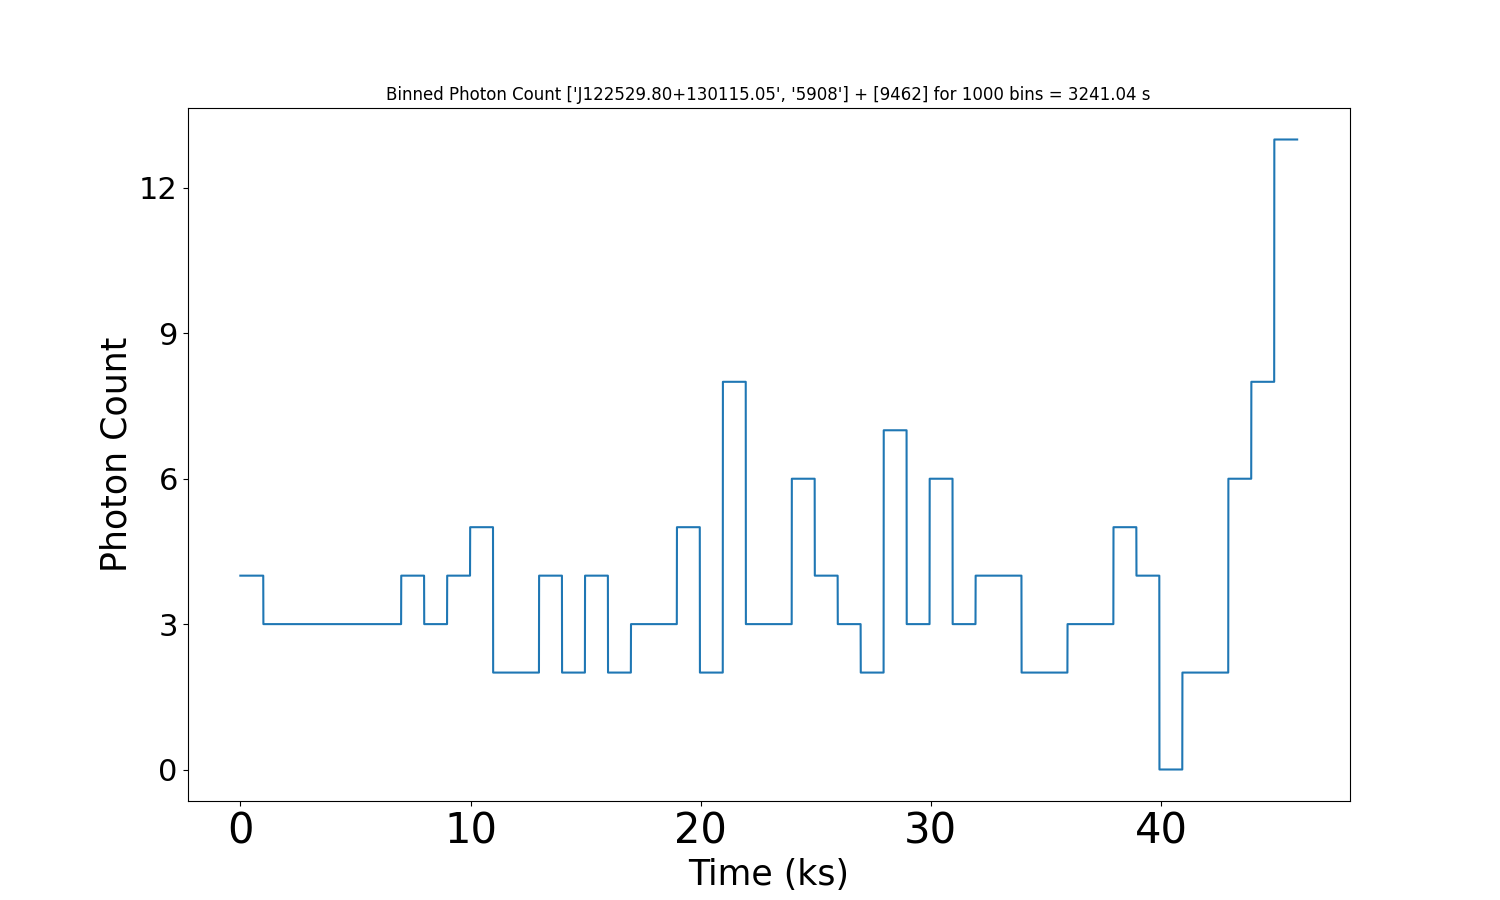 Binned Photon Count ['J122529.80+130115.05', '5908'] + [9462] for 1000 bins = 3241.04 s
12
9
6
3
0
Photon Count
0 10 20 30 40
Time (ks)